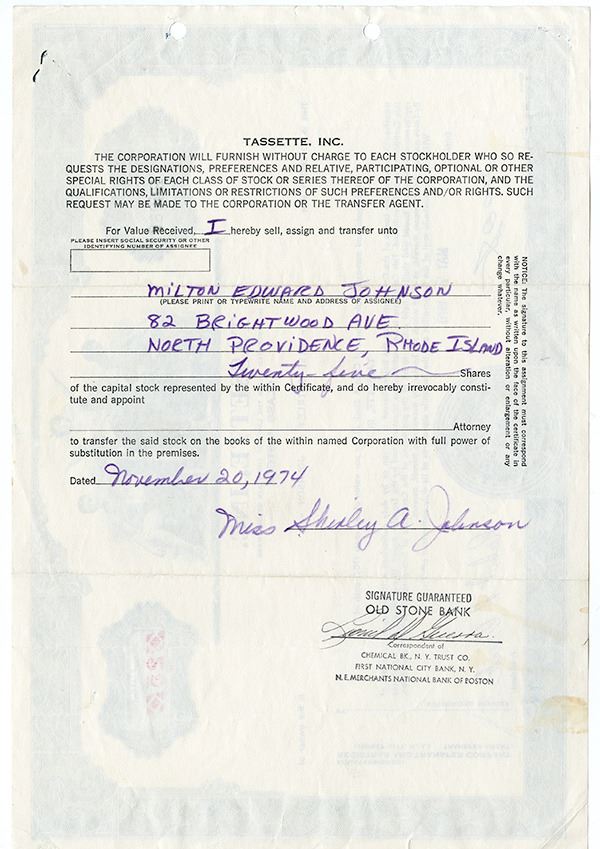 TASSETTE, INC.
THE CORPORATION WILL FURNISH WITHOUT CHARGE TO EACH STOCKHOLDER WHO SO RE-
QUESTS THE DESIGNATIONS, PREFERENCES AND RELATIVE, PARTICIPATING, OPTIONAL OR OTHER
SPECIAL RIGHTS OF EACH CLASS OF STOCK OR SERIES THEREOF OF THE CORPORATION, AND THE
QUALIFICATIONS, LIMITATIONS OR RESTRICTIONS OF SUCH PREFERENCES AND/OR RIGHTS. SUCH
REQUEST MAY BE MADE TO THE CORPORATION OR THE TRANSFER AGENT.
For Value Received, I hereby sell, assign and transfer unto
PLEASE INSERT SOCIAL SECURITY OR OTHER
IDENTIFYING NUMBER OF ASSIGNEE
MILTON EDWARD JOHNSON
(PLEASE PRINT OR TYPEWRITE NAME AND ADDRESS OF ASSIGNEE)
82 BRIGHTWOOD AVE.
NORTH PROVIDENCE, RHODE ISLAND
Twenty-five Shares
of the capital stock represented by the within Certificate, and do hereby irrevocably consti-
tute and appoint
Attorney
to transfer the said stock on the books of the within named Corporation with full power of
substitution in the premises.
Dated November 20, 1974
Miss Shirley A. Johnson
NOTICE: The signature to this assignment must correspond
with the name as written upon the face of the certificate in
every particular, without alteration or enlargement or any
change whatever.
SIGNATURE GUARANTEED
OLD STONE BANK
Correspondent of
CHEMICAL BK., N. Y. TRUST CO.
FIRST NATIONAL CITY BANK, N. Y.
N. E. MERCHANTS NATIONAL BANK OF BOSTON